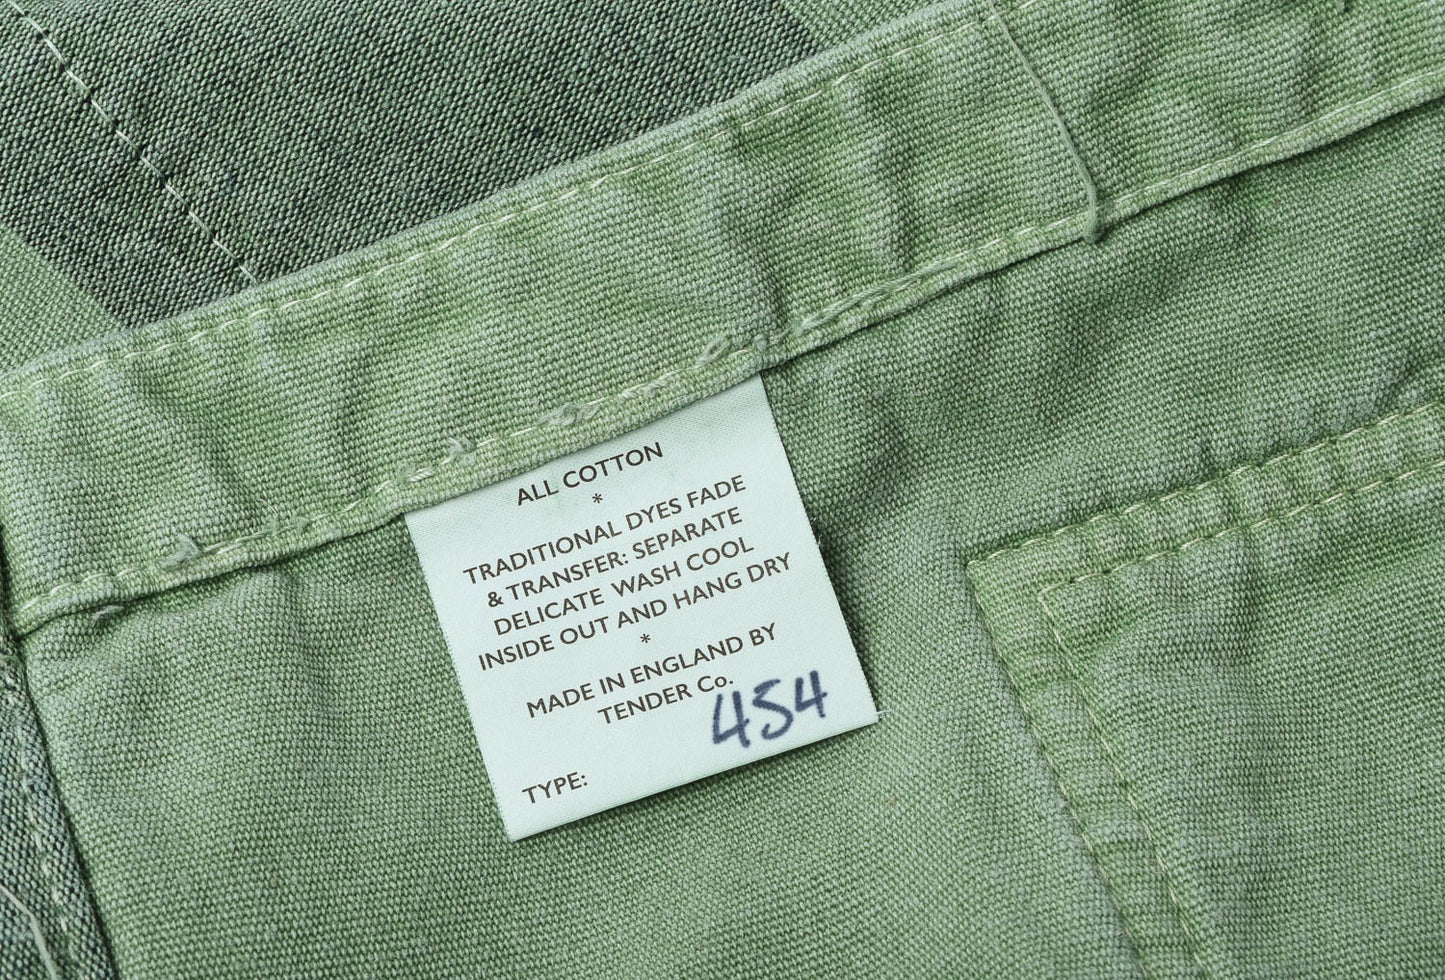 ALL COTTON
*
TRADITIONAL DYES FADE
& TRANSFER: SEPARATE
DELICATE WASH COOL
INSIDE OUT AND HANG DRY
*
MADE IN ENGLAND BY
TENDER Co.
454
TYPE: